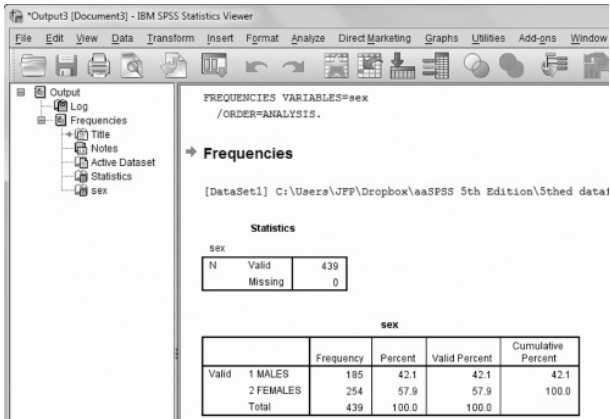 *Output3 [Document3] - IBM SPSS Statistics Viewer
File Edit View Data Transform Insert Format Analyze Direct Marketing Graphs Utilities Add-ons Window
Output
Log
Frequencies
Title
Notes
Active Dataset
Statistics
sex
FREQUENCIES VARIABLES=sex
/ORDER=ANALYSIS.
Frequencies
[DataSet1] C:\Users\JFP\Dropbox\aaSPSS 5th Edition\5thed dataf
Statistics
sex
N Valid 439
Missing 0
sex
Frequency Percent Valid Percent Cumulative Percent
Valid 1 MALES 185 42.1 42.1 42.1
2 FEMALES 254 57.9 57.9 100.0
Total 439 100.0 100.0